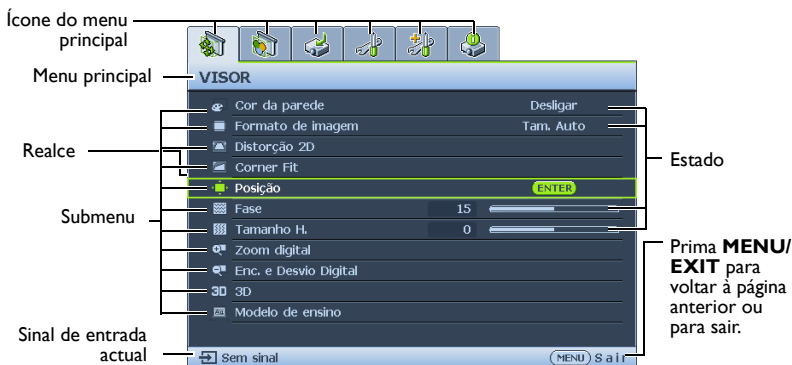 Ícone do menu
principal
Menu principal
VISOR
Cor da parede Desligar
Formato de imagem Tam. Auto
Distorção 2D
Corner Fit
Realce
Estado
Posição ENTER
Submenu
Fase 15
Tamanho H. 0
Zoom digital
Enc. e Desvio Digital
3D 3D
Modelo de ensino
Prima MENU/
EXIT para
voltar à página
anterior ou
para sair.
Sinal de entrada
actual
Sem sinal MENU Sair